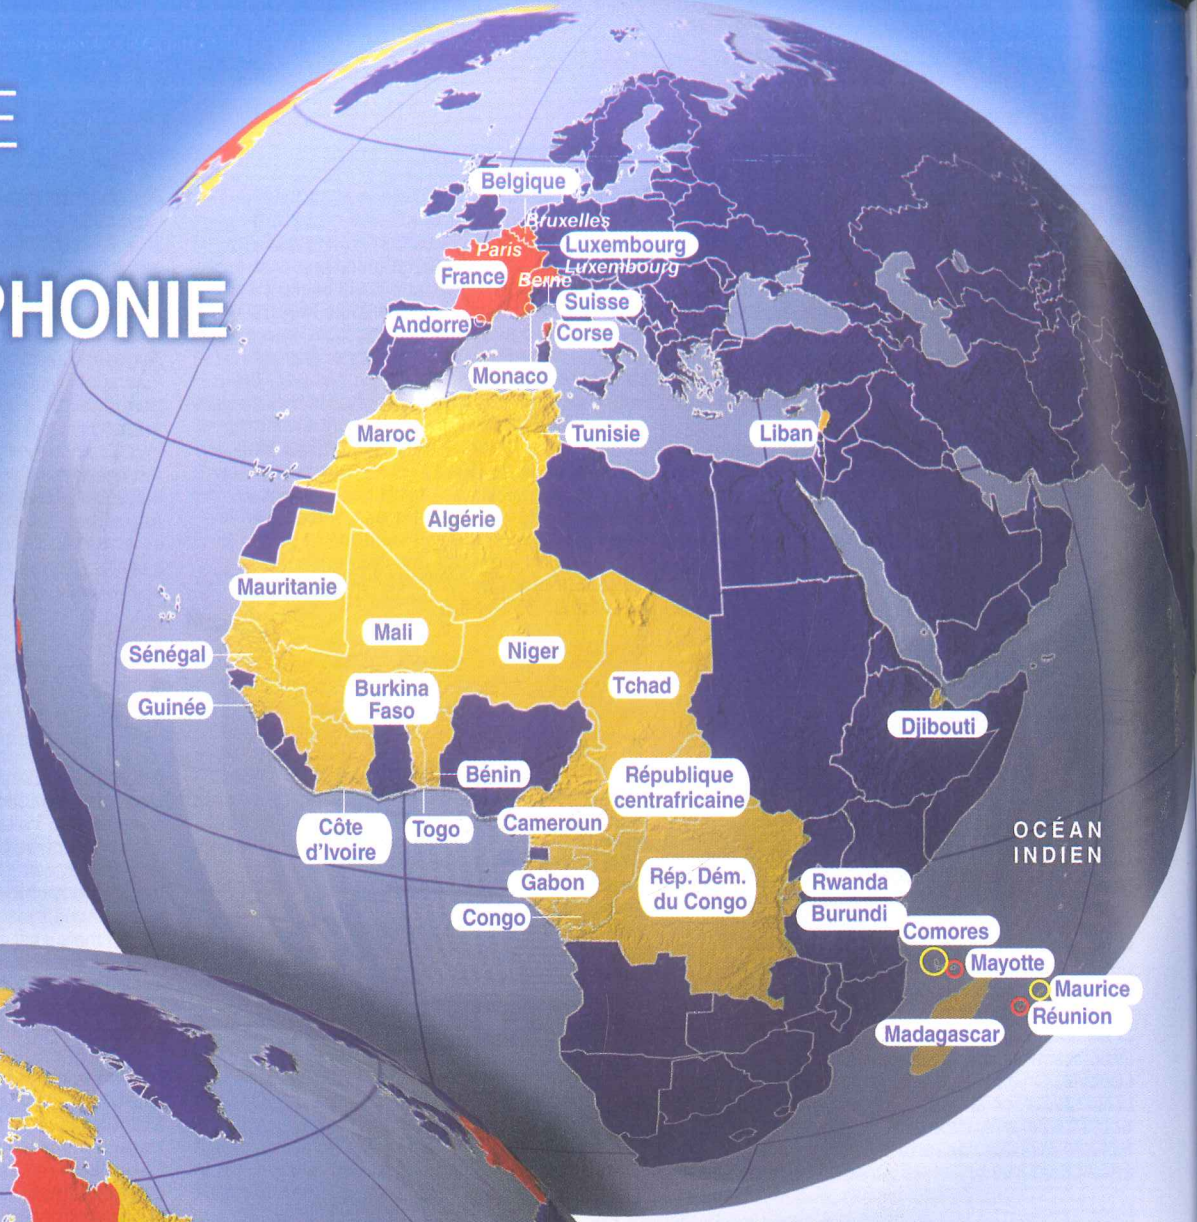 PHONIE
Belgique
Bruxelles
Paris
Luxembourg
Luxembourg
France
Berne
Suisse
Andorre
Corse
Monaco
Maroc
Tunisie
Liban
Algérie
Mauritanie
Mali
Niger
Sénégal
Burkina
Faso
Tchad
Guinée
Djibouti
Bénin
République
centrafricaine
Côte
d'Ivoire
Togo
Cameroun
OCÉAN
INDIEN
Gabon
Rép. Dém.
du Congo
Rwanda
Burundi
Congo
Comores
Mayotte
Maurice
Réunion
Madagascar